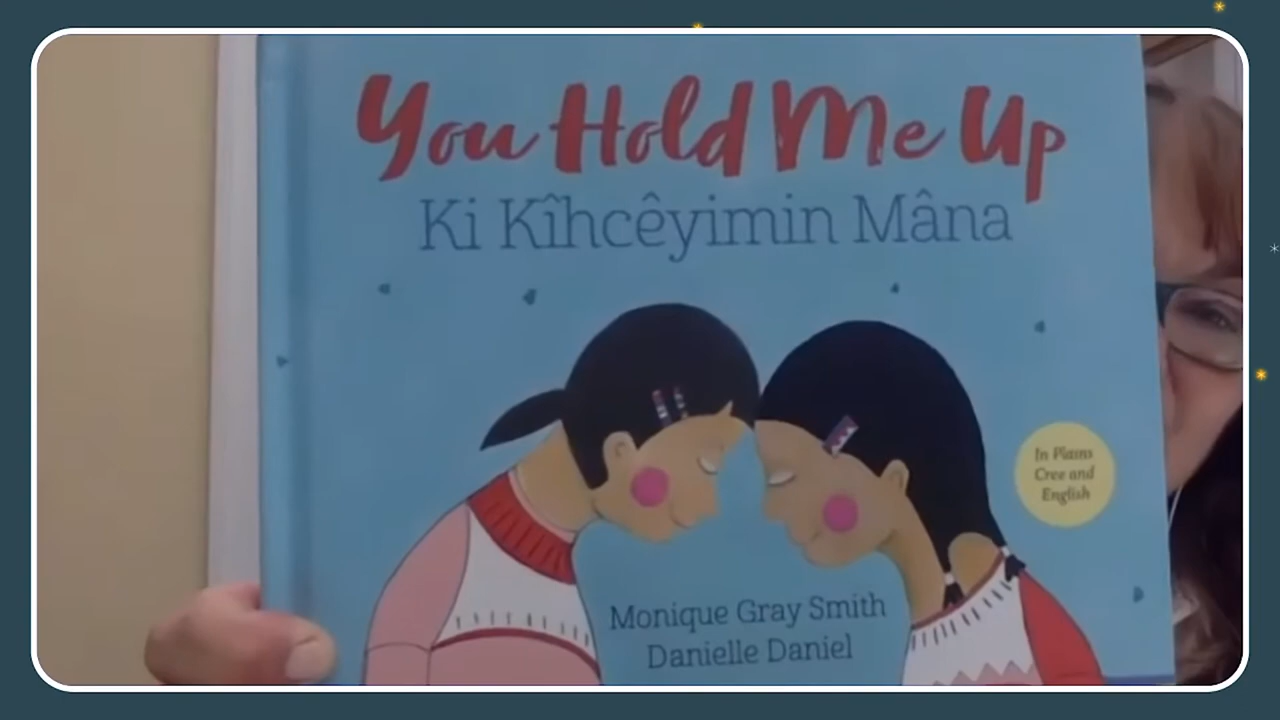 You Hold Me Up
Ki Kîhcêyimin Mâna
In Plains
Cree and
English
Monique Gray Smith
Danielle Daniel